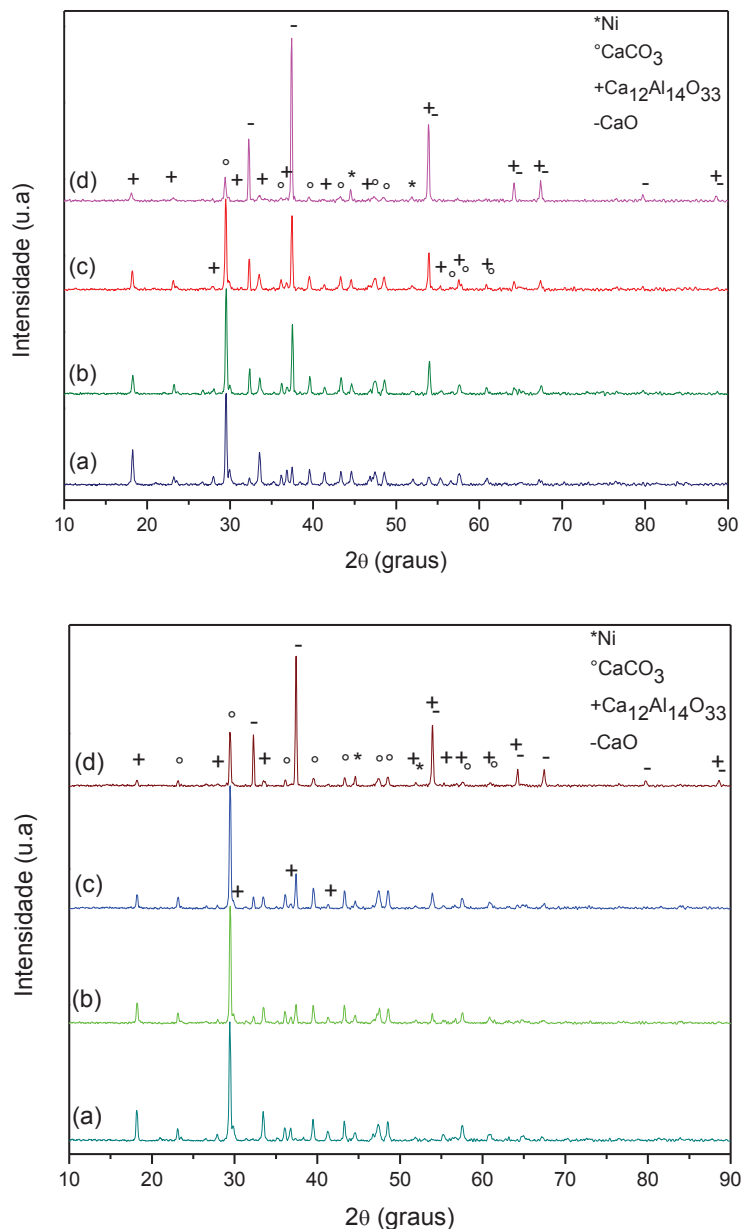 *Ni
°CaCO3
+Ca12Al14O33
-CaO
Intensidade (u.a)
(d)
(c)
(b)
(a)
10 20 30 40 50 60 70 80 90
2θ (graus)
*Ni
°CaCO3
+Ca12Al14O33
-CaO
Intensidade (u.a)
(d)
(c)
(b)
(a)
10 20 30 40 50 60 70 80 90
2θ (graus)